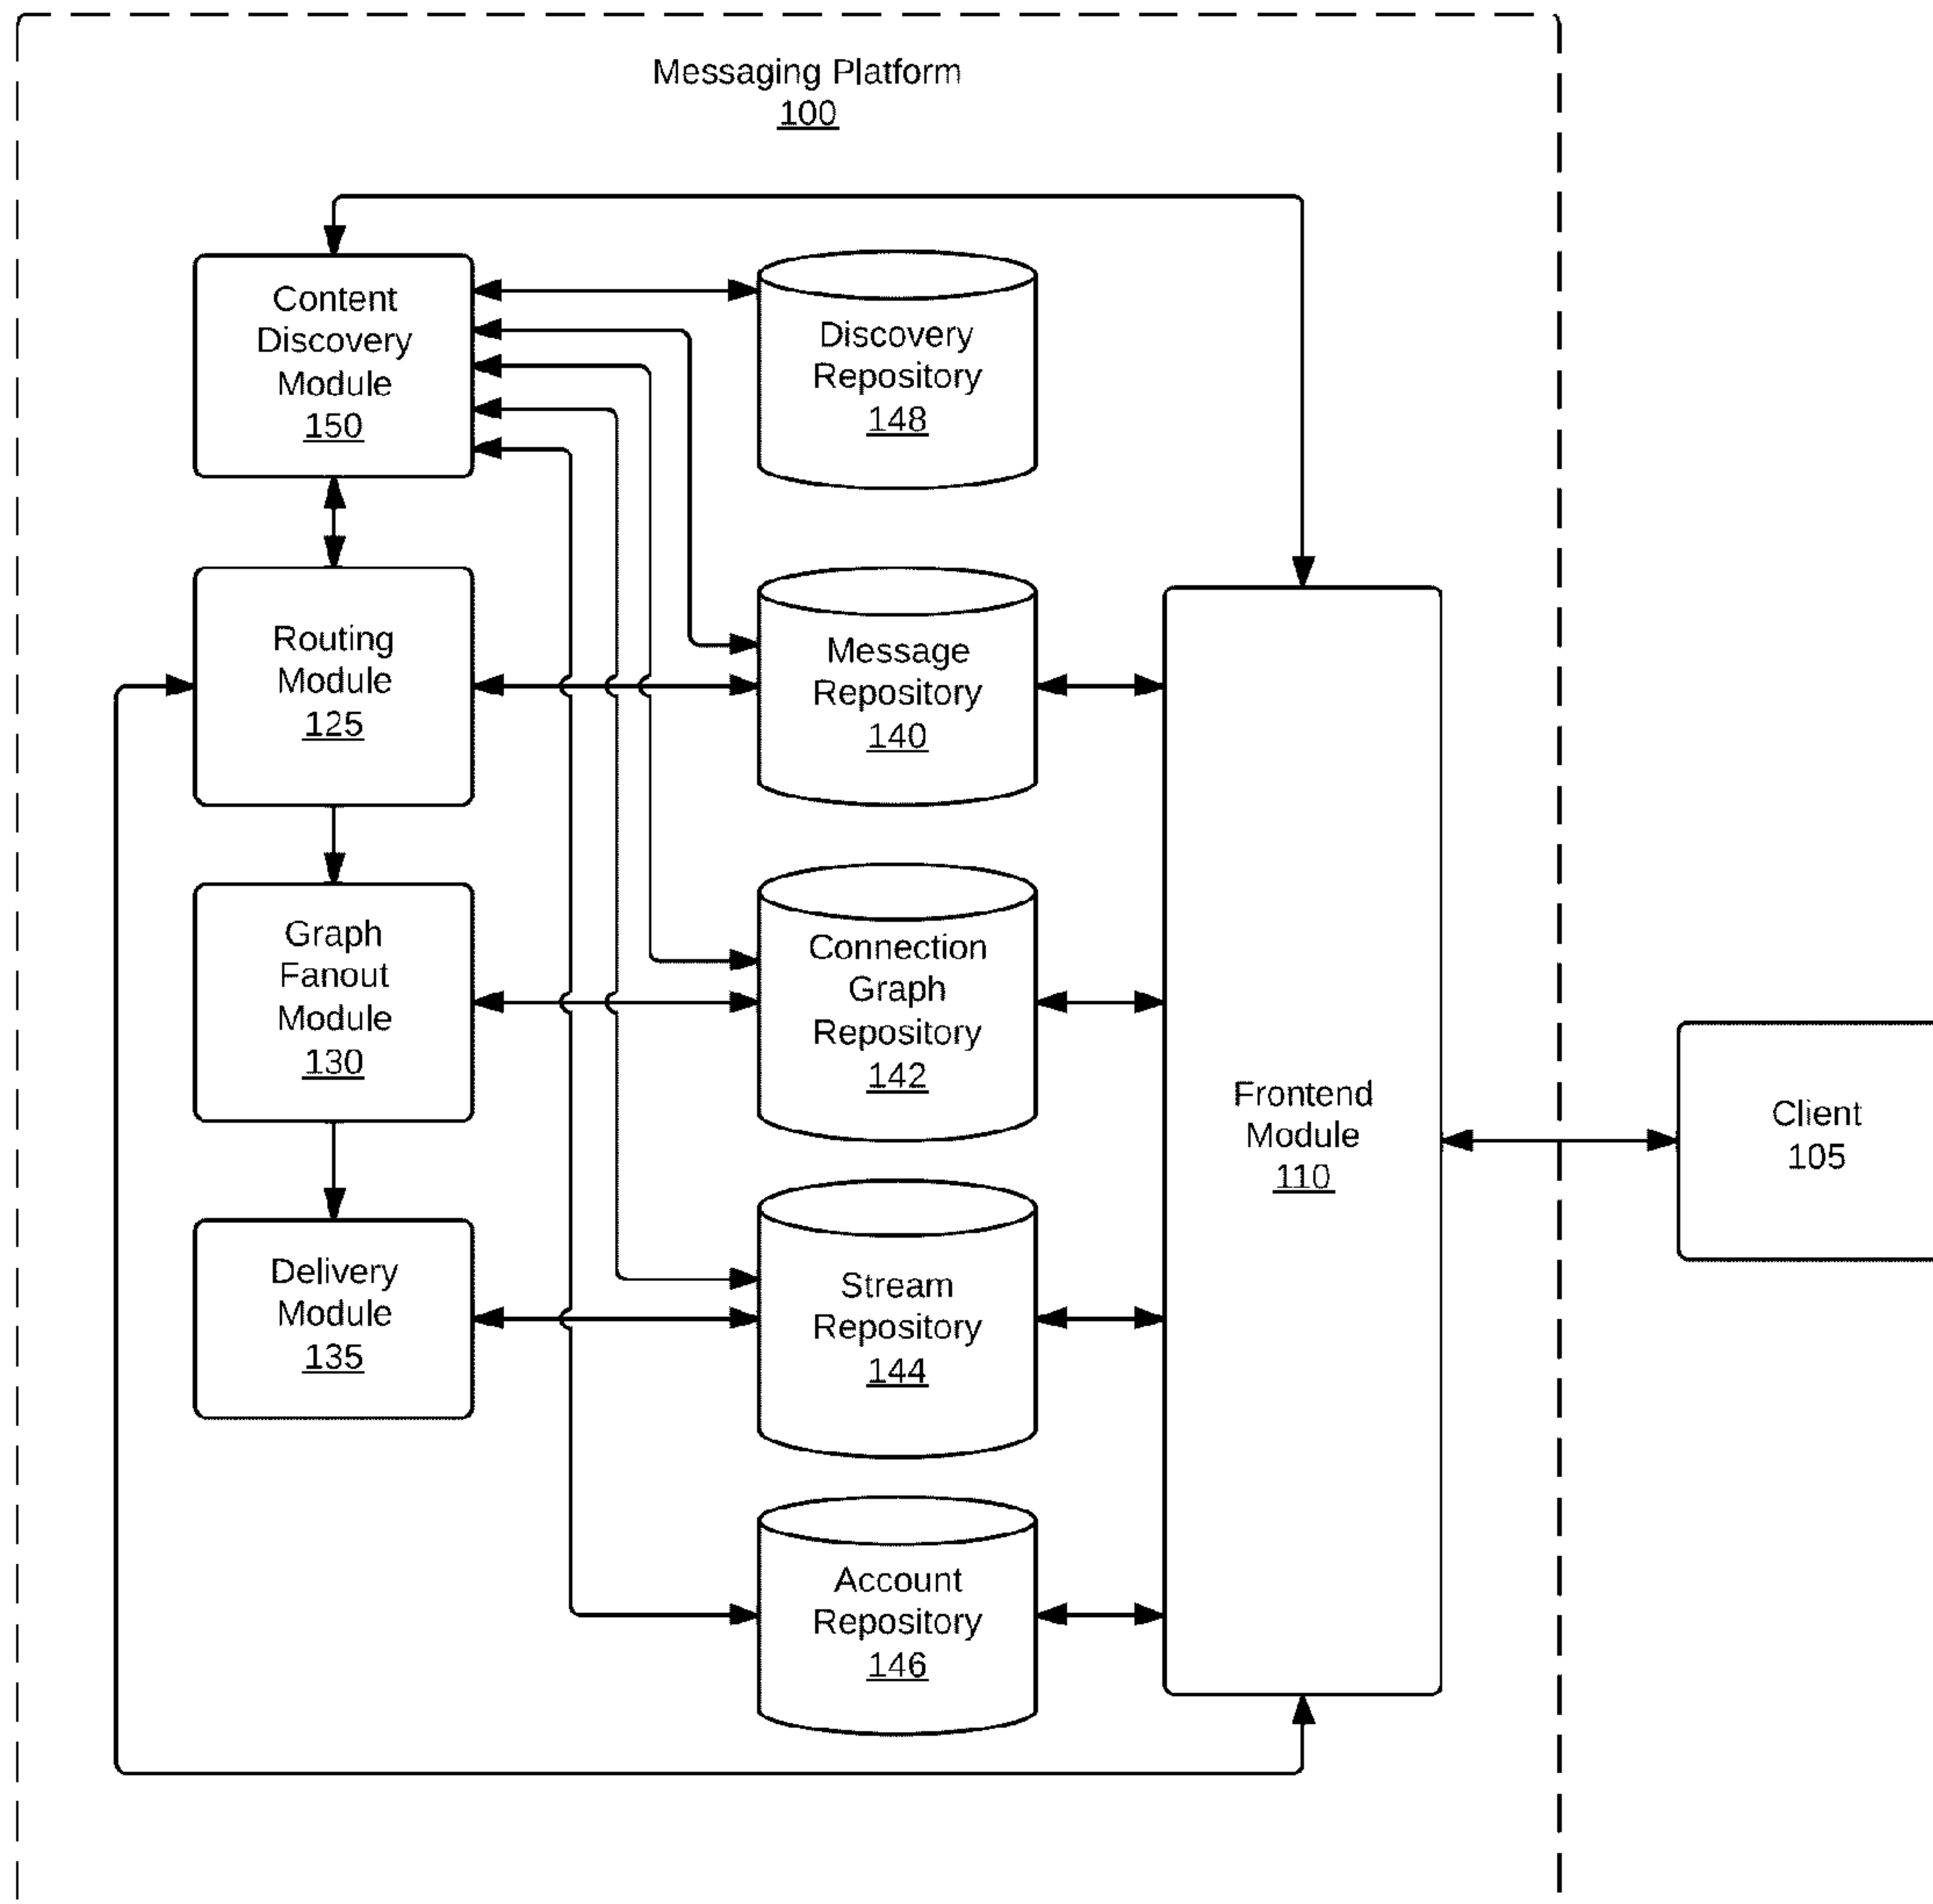 Messaging Platform
100
Content
Discovery
Module
150
Discovery
Repository
148
Routing
Module
125
Message
Repository
140
Graph
Fanout
Module
130
Connection
Graph
Repository
142
Frontend
Module
110
Client
105
Delivery
Module
135
Stream
Repository
144
Account
Repository
146